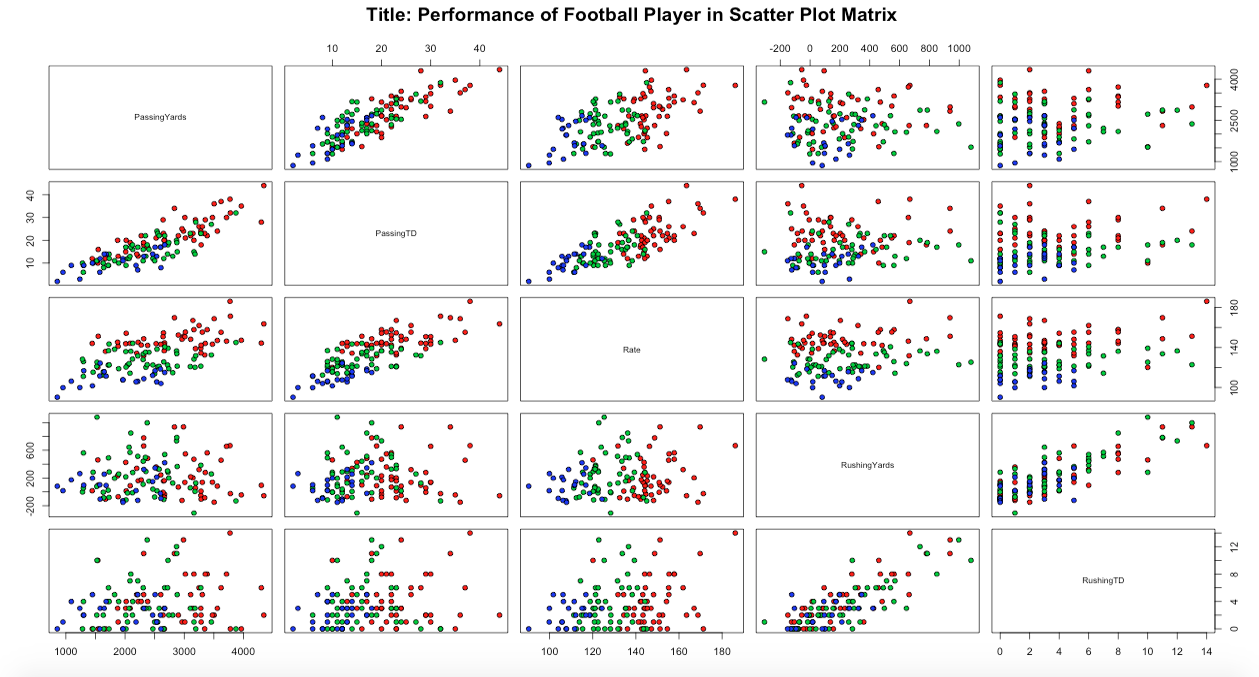 Title: Performance of Football Player in Scatter Plot Matrix
10 20 30 40
-200 0 200 400 600 800 1000
PassingYards
1000 2500 4000
10 20 30 40
PassingTD
Rate
100 140 180
-200 200 600
RushingYards
RushingTD
0 4 8 12
1000 2000 3000 4000
100 120 140 160 180
0 2 4 6 8 10 12 14